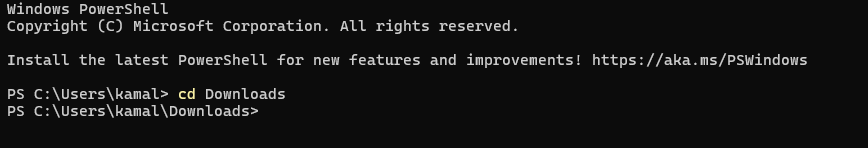 Windows PowerShell
Copyright (C) Microsoft Corporation. All rights reserved.
Install the latest PowerShell for new features and improvements! https://aka.ms/PSWindows
PS C:\Users\kamal> cd Downloads
PS C:\Users\kamal\Downloads>